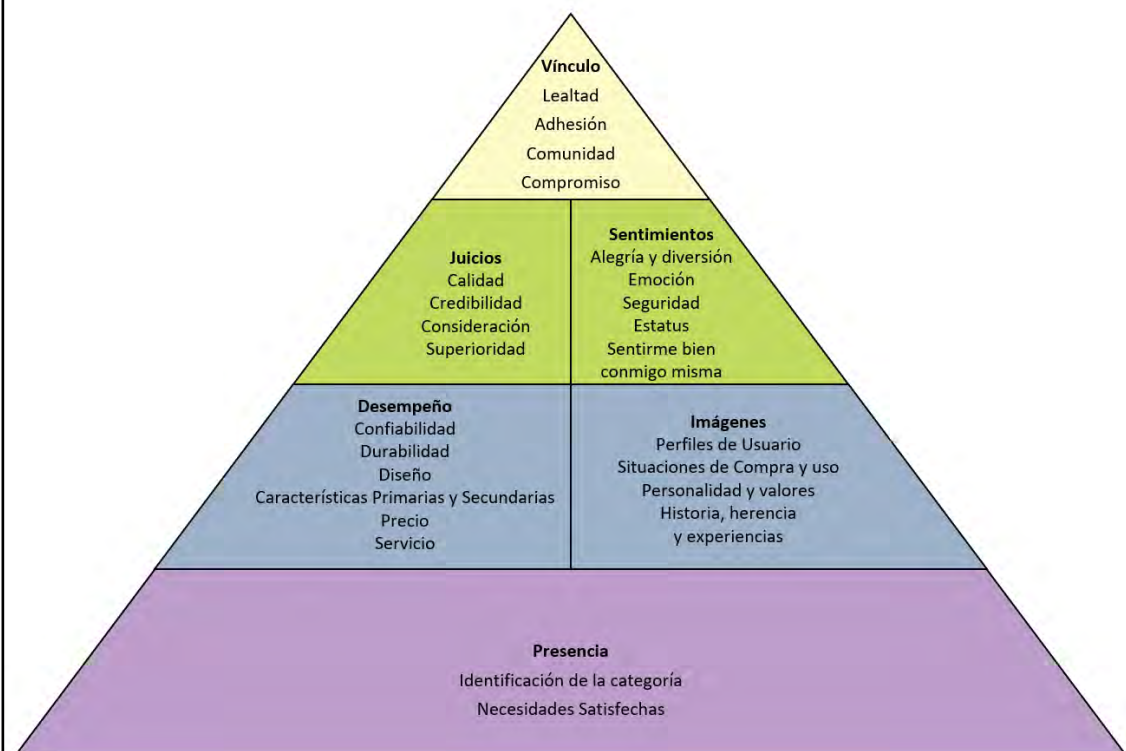 Vínculo
Lealtad
Adhesión
Comunidad
Compromiso
Juicios
Calidad
Credibilidad
Consideración
Superioridad
Sentimientos
Alegría y diversión
Emoción
Seguridad
Estatus
Sentirme bien
conmigo misma
Desempeño
Confiabilidad
Durabilidad
Diseño
Características Primarias y Secundarias
Precio
Servicio
Imágenes
Perfiles de Usuario
Situaciones de Compra y uso
Personalidad y valores
Historia, herencia
y experiencias
Presencia
Identificación de la categoría
Necesidades Satisfechas